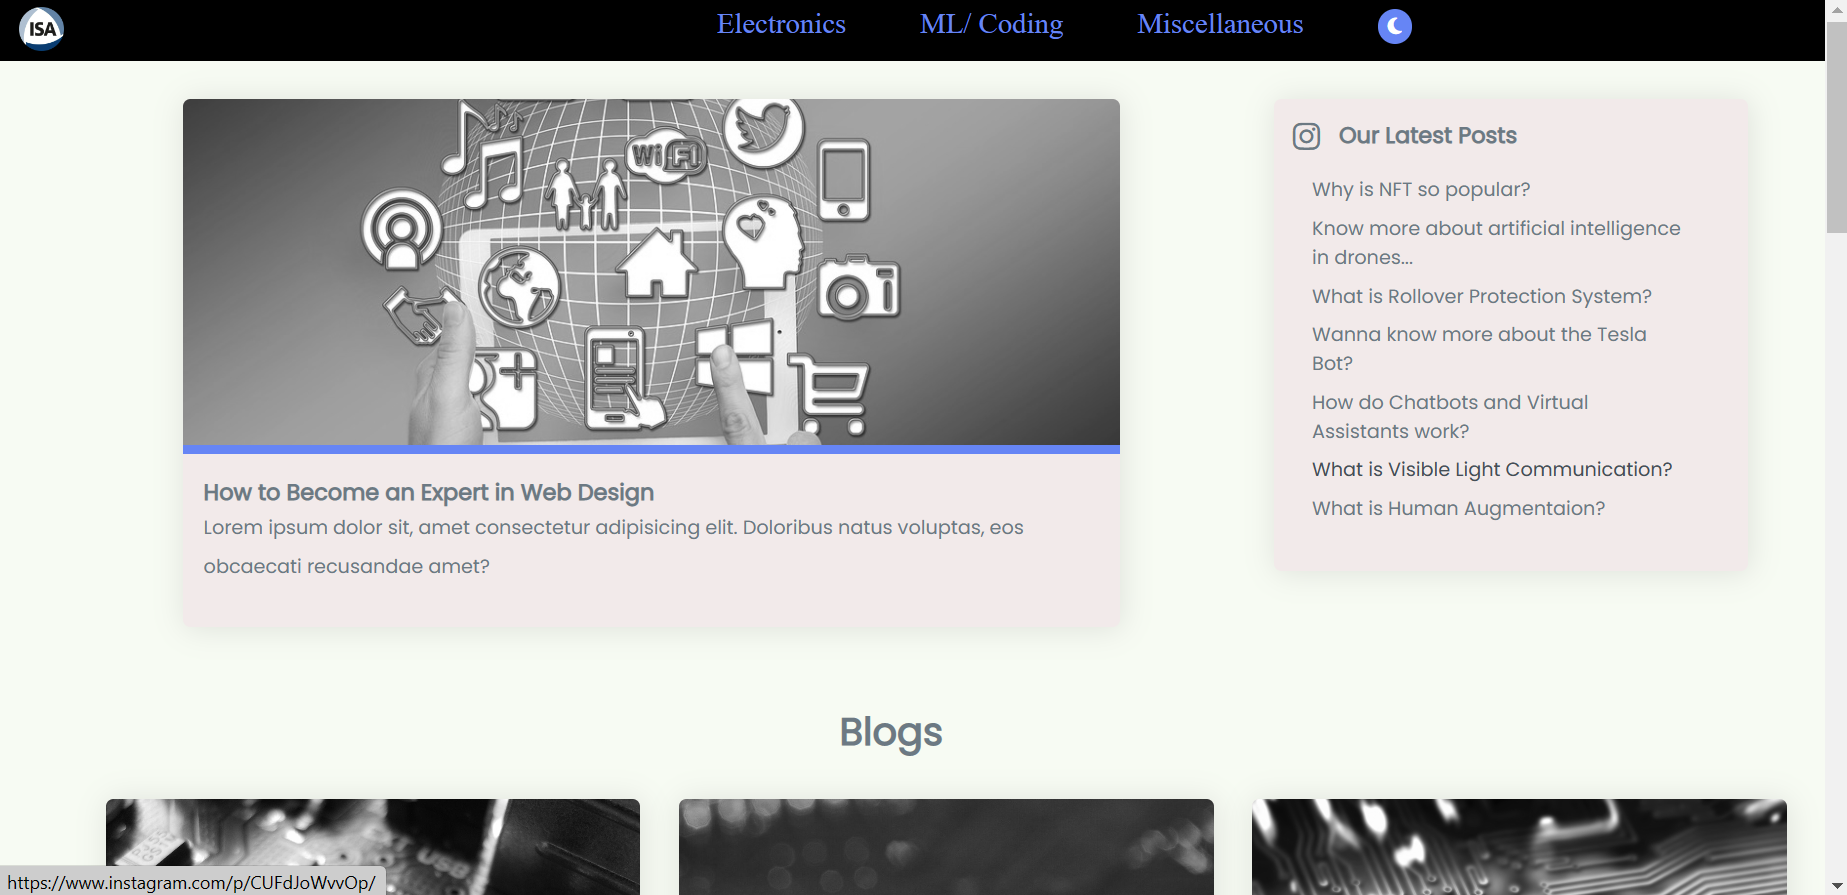 ISA
Electronics
ML/ Coding
Miscellaneous
WiFi
How to Become an Expert in Web Design
Lorem ipsum dolor sit, amet consectetur adipisicing elit. Doloribus natus voluptas, eos
obcaecati recusandae amet?
Our Latest Posts
Why is NFT so popular?
Know more about artificial intelligence
in drones...
What is Rollover Protection System?
Wanna know more about the Tesla
Bot?
How do Chatbots and Virtual
Assistants work?
What is Visible Light Communication?
What is Human Augmentaion?
Blogs
USB
https://www.instagram.com/p/CUFdJoWvvOp/